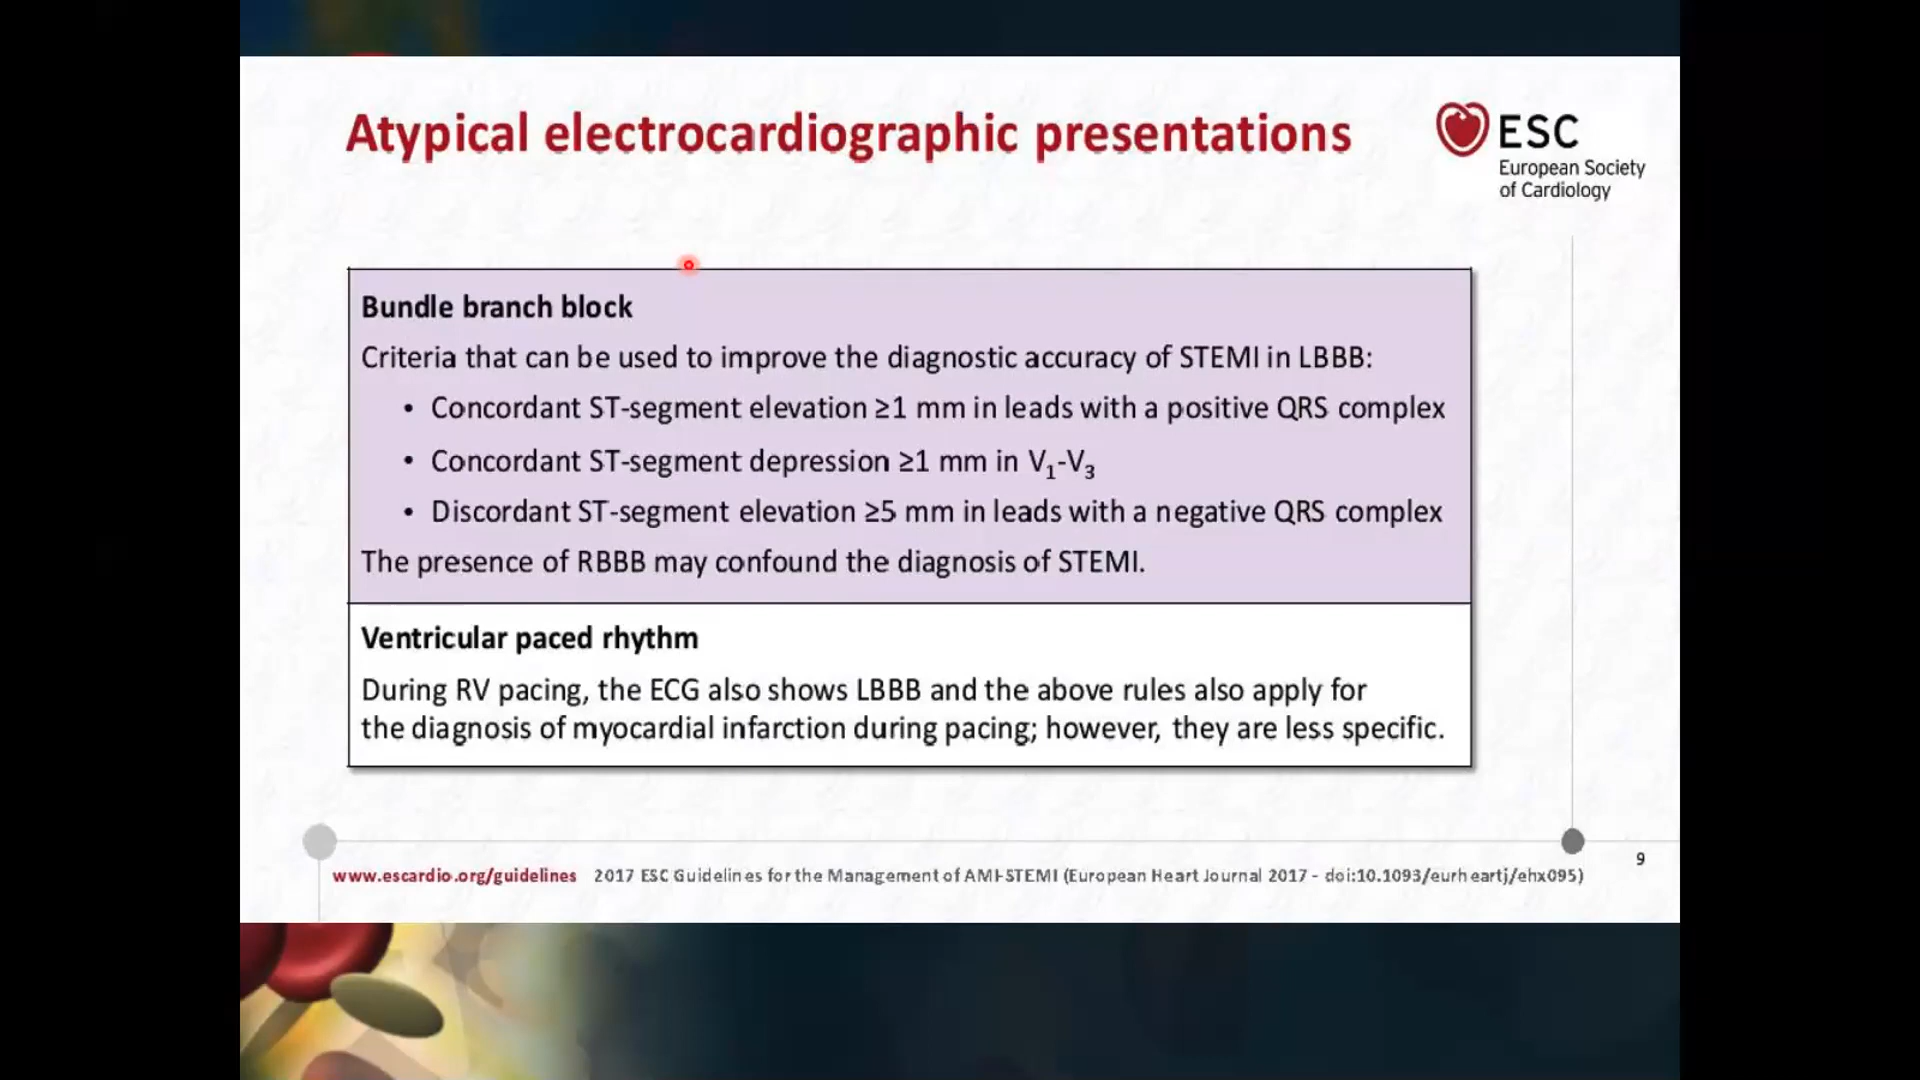 Atypical electrocardiographic presentations
ESC
European Society
of Cardiology
Bundle branch block
Criteria that can be used to improve the diagnostic accuracy of STEMI in LBBB:
• Concordant ST-segment elevation ≥1 mm in leads with a positive QRS complex
• Concordant ST-segment depression ≥1 mm in V₁-V₃
• Discordant ST-segment elevation ≥5 mm in leads with a negative QRS complex
The presence of RBBB may confound the diagnosis of STEMI.
Ventricular paced rhythm
During RV pacing, the ECG also shows LBBB and the above rules also apply for
the diagnosis of myocardial infarction during pacing; however, they are less specific.
9
www.escardio.org/guidelines 2017 ESC Guidelines for the Management of AMI-STEMI (European Heart Journal 2017 - doi:10.1093/eurheartj/ehx095)